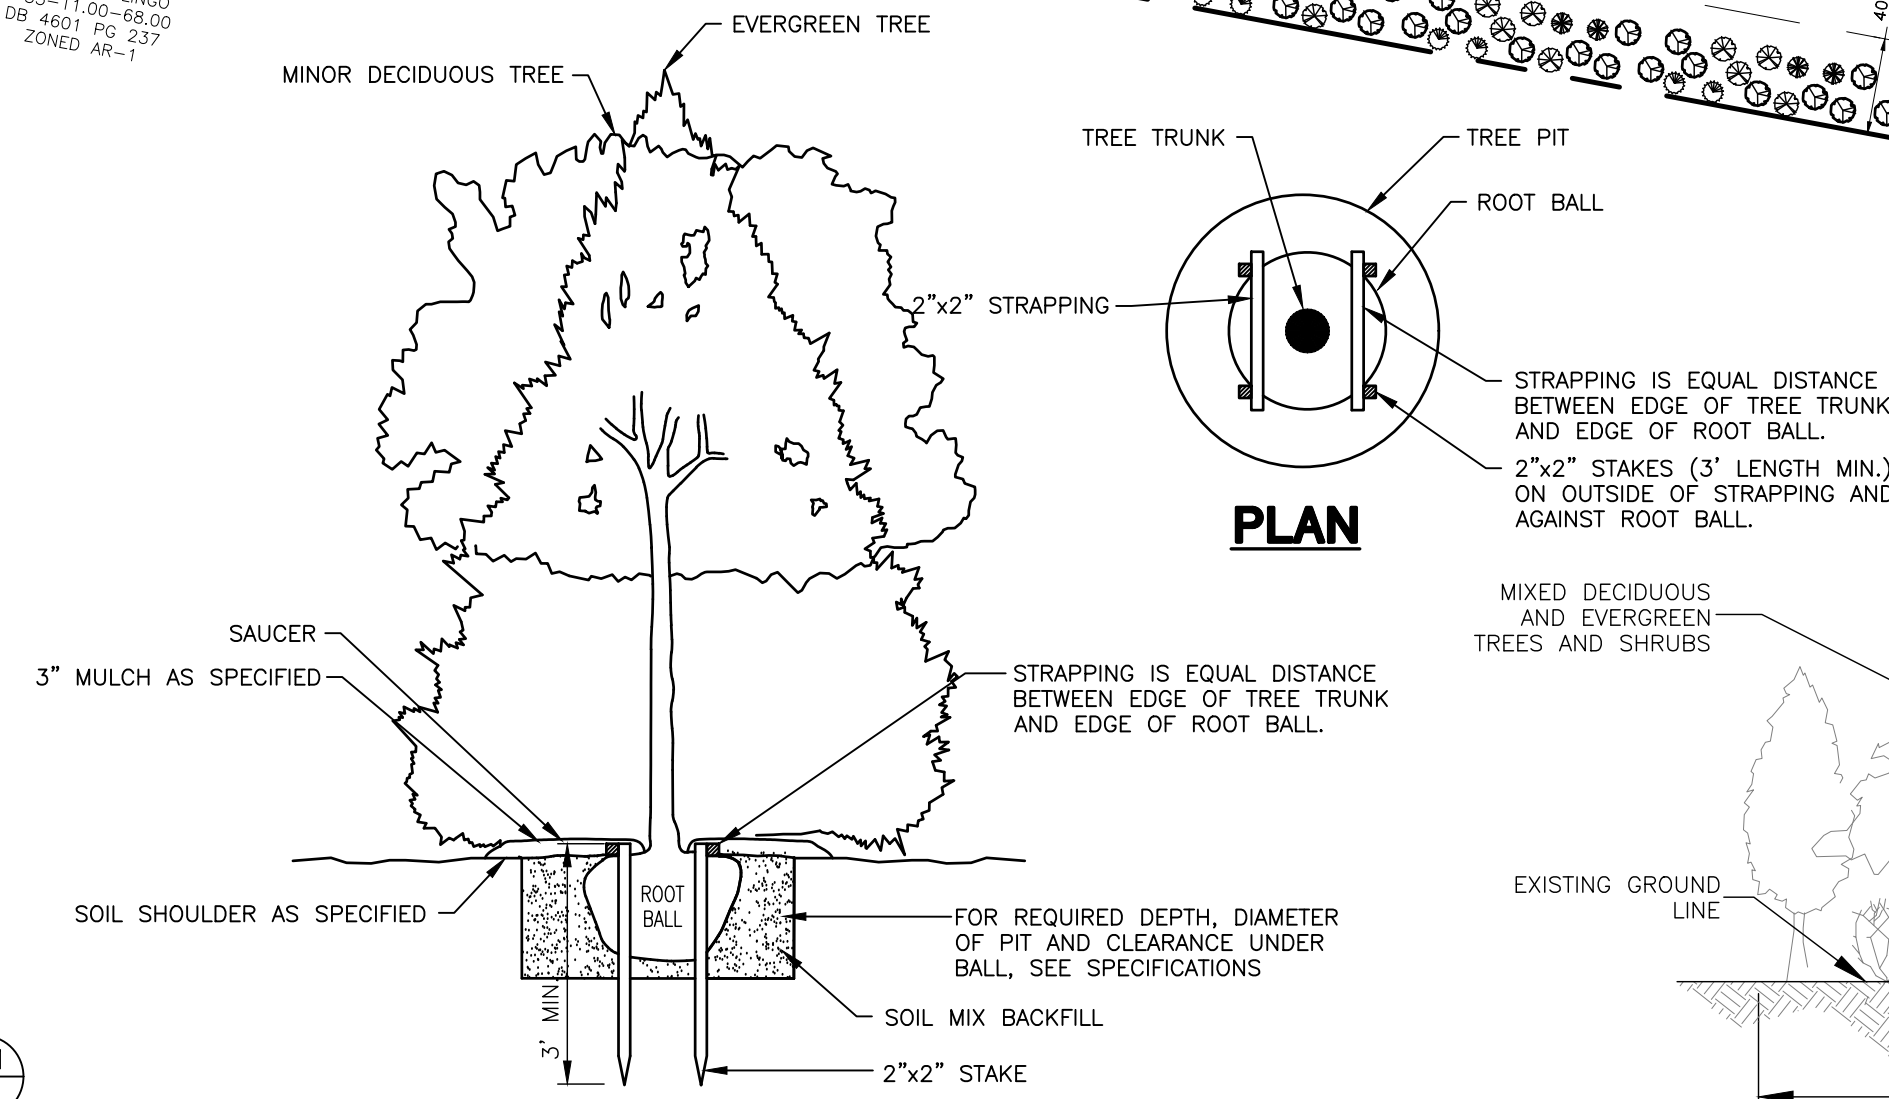 11.00-68.00
DB 4601 PG 237
ZONED AR-1
EVERGREEN TREE
MINOR DECIDUOUS TREE
40
TREE TRUNK
TREE PIT
ROOT BALL
2"x2" STRAPPING
STRAPPING IS EQUAL DISTANCE
BETWEEN EDGE OF TREE TRUNK
AND EDGE OF ROOT BALL.
2"x2" STAKES (3' LENGTH MIN.)
ON OUTSIDE OF STRAPPING AND
AGAINST ROOT BALL.
PLAN
MIXED DECIDUOUS
AND EVERGREEN
TREES AND SHRUBS
SAUCER
3" MULCH AS SPECIFIED
STRAPPING IS EQUAL DISTANCE
BETWEEN EDGE OF TREE TRUNK
AND EDGE OF ROOT BALL.
ROOT
BALL
EXISTING GROUND
LINE
SOIL SHOULDER AS SPECIFIED
FOR REQUIRED DEPTH, DIAMETER
OF PIT AND CLEARANCE UNDER
BALL, SEE SPECIFICATIONS
3' MIN.
SOIL MIX BACKFILL
2"x2" STAKE